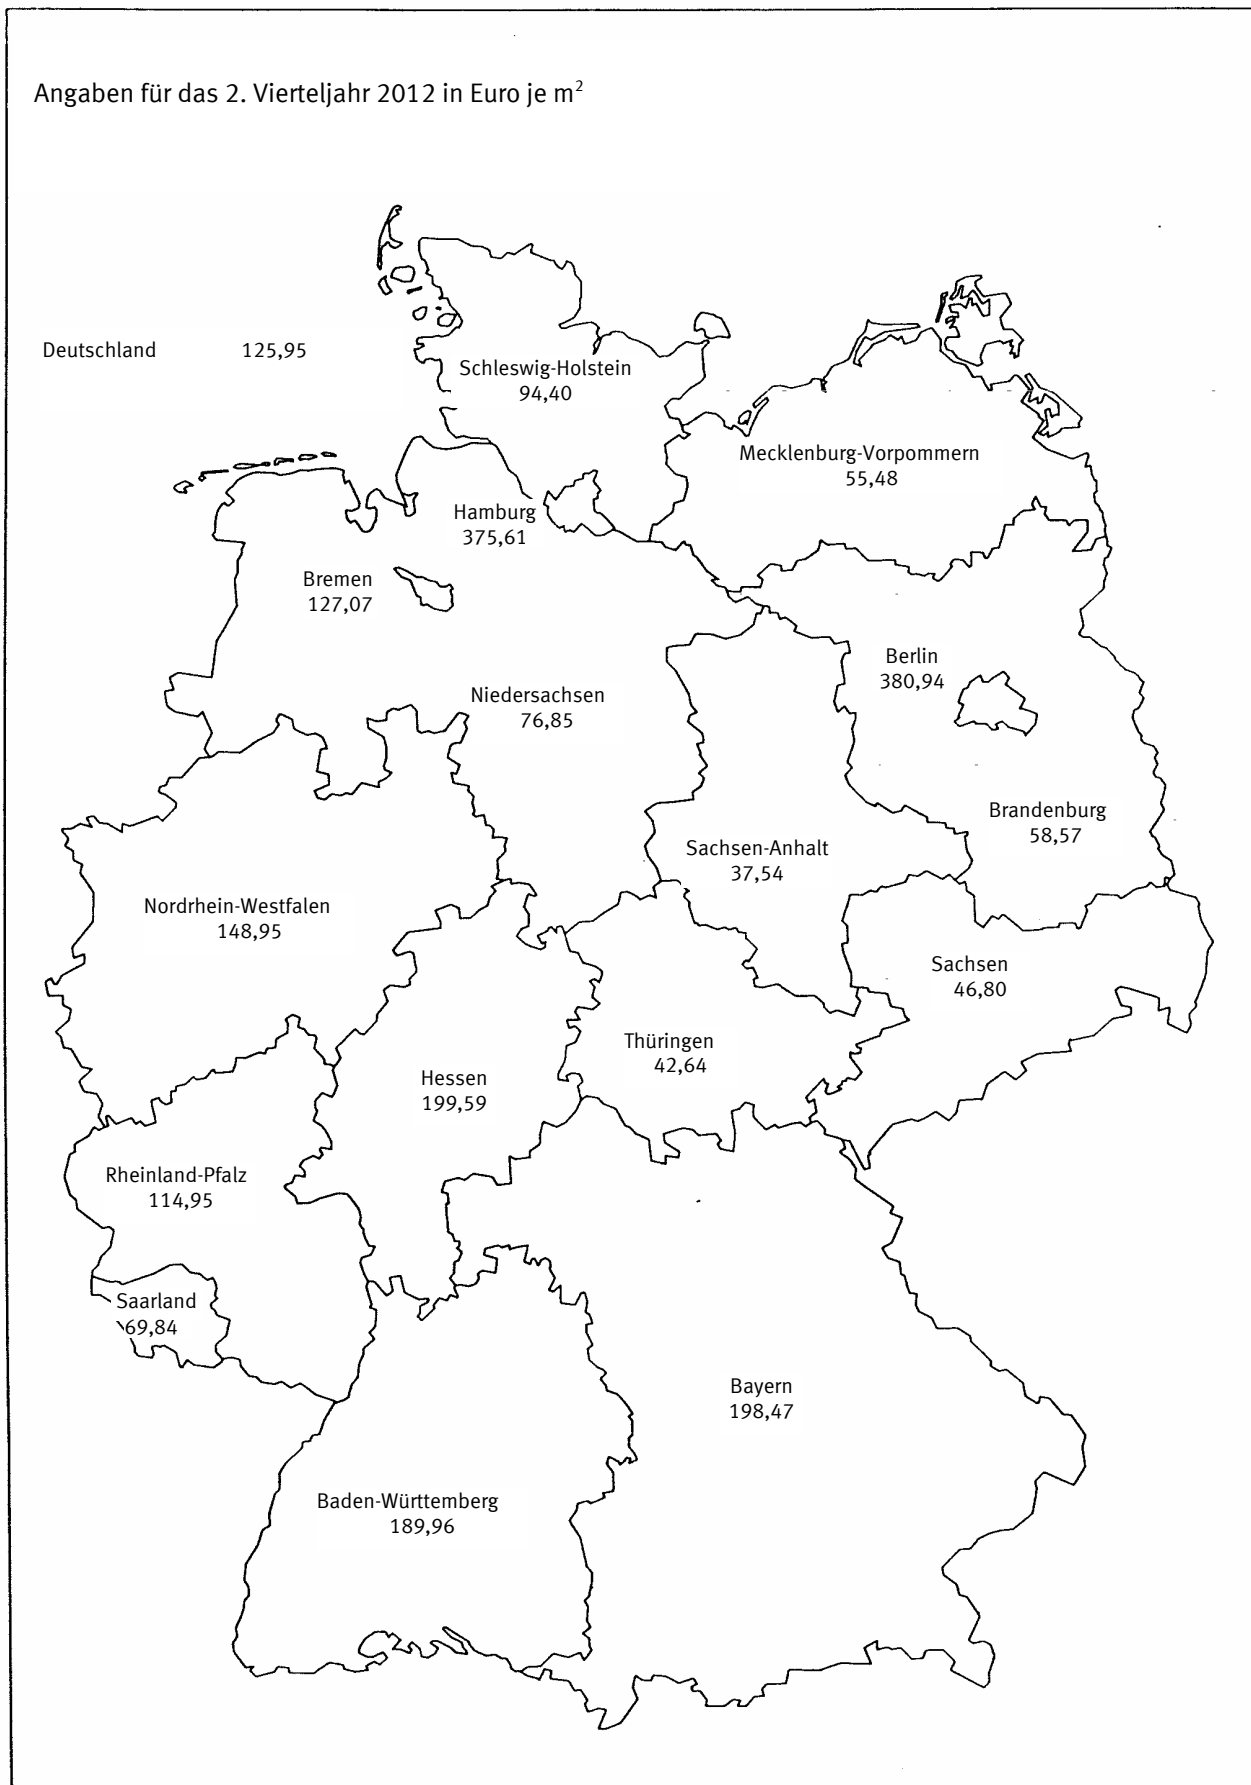 Angaben für das 2. Vierteljahr 2012 in Euro je m²
Deutschland 125,95
Schleswig-Holstein
94,40
Mecklenburg-Vorpommern
55,48
Hamburg
375,61
Bremen
127,07
Berlin
380,94
Niedersachsen
76,85
Brandenburg
58,57
Sachsen-Anhalt
37,54
Nordrhein-Westfalen
148,95
Sachsen
46,80
Thüringen
42,64
Hessen
199,59
Rheinland-Pfalz
114,95
Saarland
69,84
Bayern
198,47
Baden-Württemberg
189,96